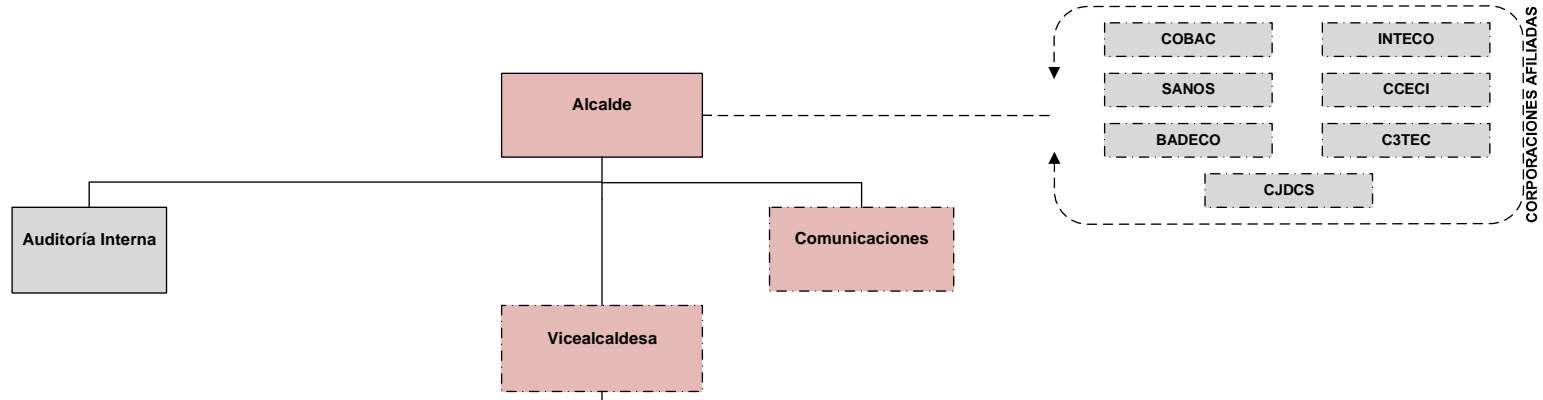 Alcalde
Auditoría Interna
Comunicaciones
Vicealcaldesa
COBAC
INTECO
SANOS
CCECI
BADECO
C3TEC
CJDCS
CORPORACIONES AFILIADAS